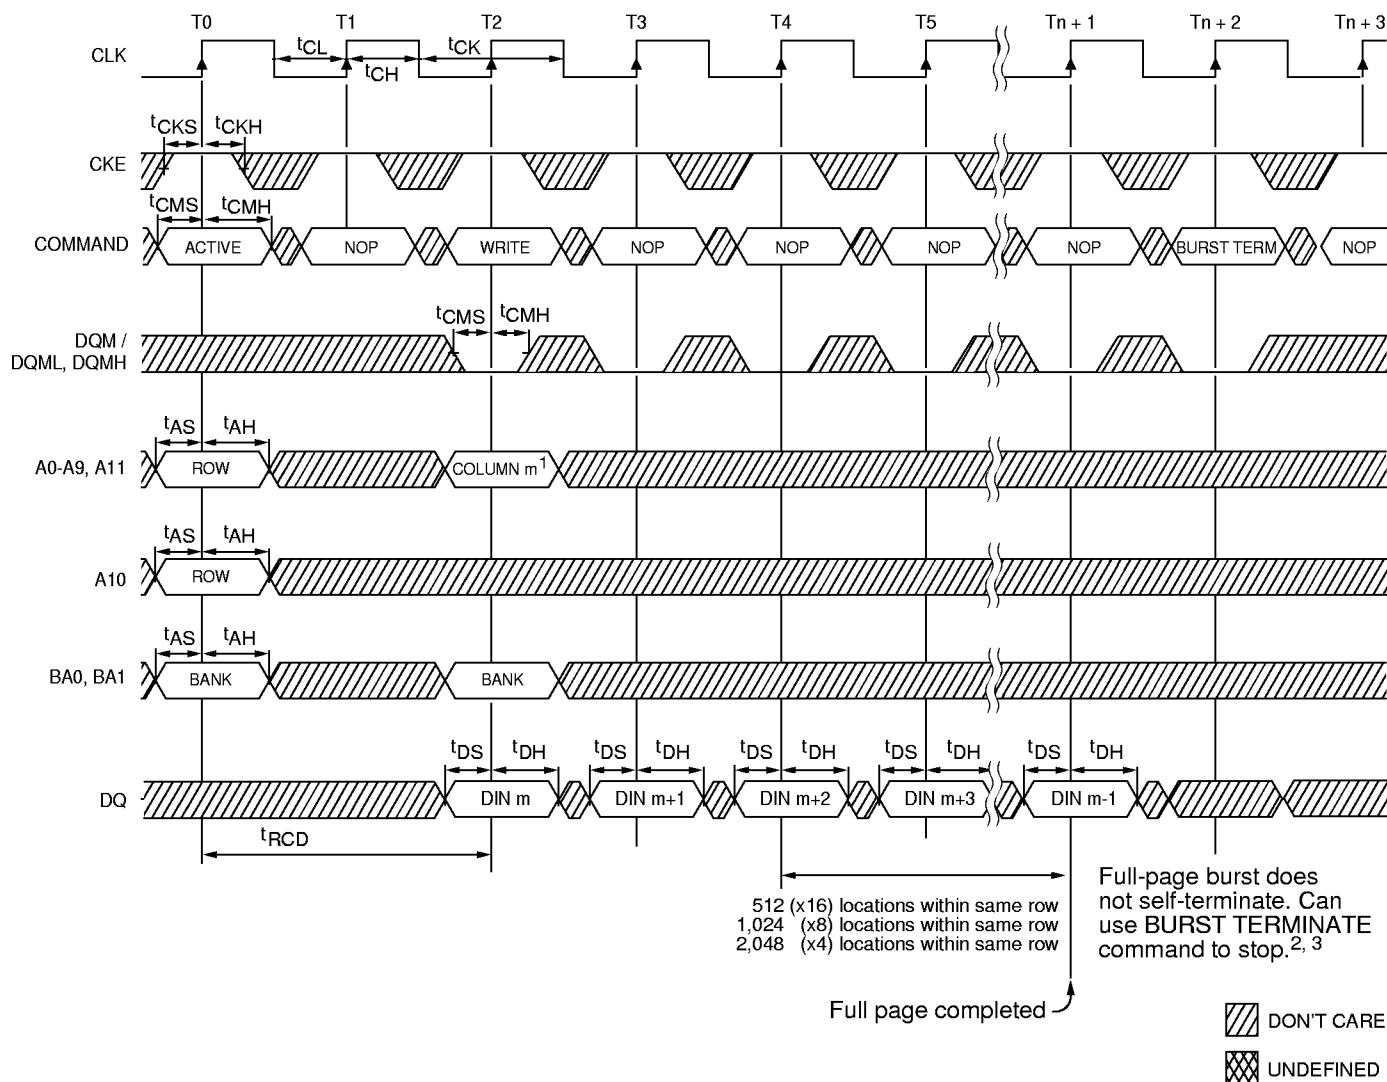 T0 T1 T2 T3 T4 T5 Tn + 1 Tn + 2 Tn + 3
CLK
tCL tCK
tCH
tCKS tCKH
CKE
tCMS tCMH
COMMAND ACTIVE NOP WRITE NOP NOP NOP NOP BURST TERM NOP
tCMS tCMH
DQM /
DQML, DQMH
tAS tAH
A0-A9, A11 ROW COLUMN m1
tAS tAH
A10 ROW
tAS tAH
BA0, BA1 BANK BANK
tDS tDH tDS tDH tDS tDH tDS tDH tDS tDH
DQ DIN m DIN m+1 DIN m+2 DIN m+3 DIN m-1
tRCD
512 (x16) locations within same row
1,024 (x8) locations within same row
2,048 (x4) locations within same row
Full-page burst does
not self-terminate. Can
use BURST TERMINATE
command to stop.2, 3
Full page completed
DON'T CARE
UNDEFINED